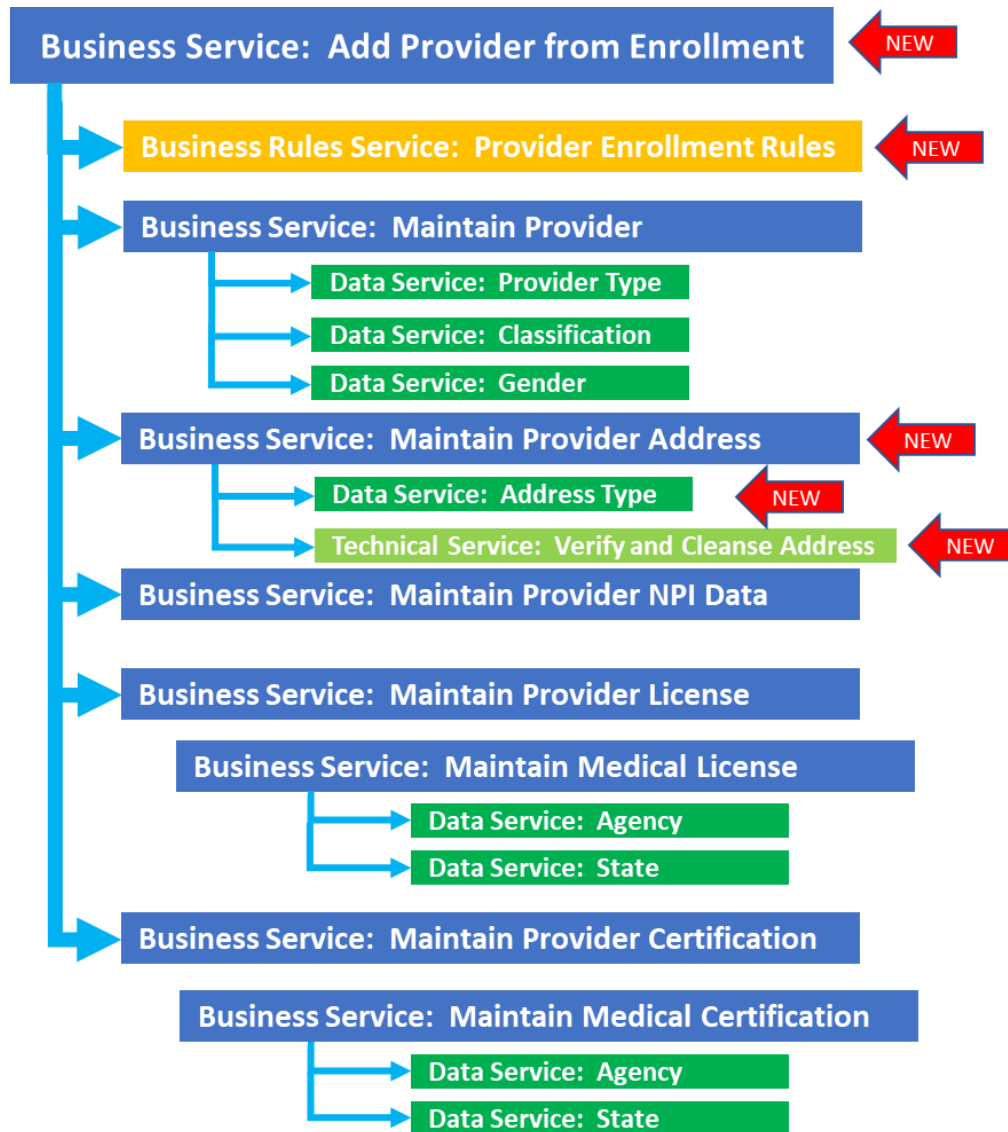 Business Service:  Add Provider from Enrollment
NEW
Business Rules Service:  Provider Enrollment Rules
NEW
Business Service:  Maintain Provider
Data Service:  Provider Type
Data Service:  Classification
Data Service:  Gender
Business Service:  Maintain Provider Address
NEW
Data Service:  Address Type
NEW
Technical Service:  Verify and Cleanse Address
NEW
Business Service:  Maintain Provider NPI Data
Business Service:  Maintain Provider License
Business Service:  Maintain Medical License
Data Service:  Agency
Data Service:  State
Business Service:  Maintain Provider Certification
Business Service:  Maintain Medical Certification
Data Service:  Agency
Data Service:  State